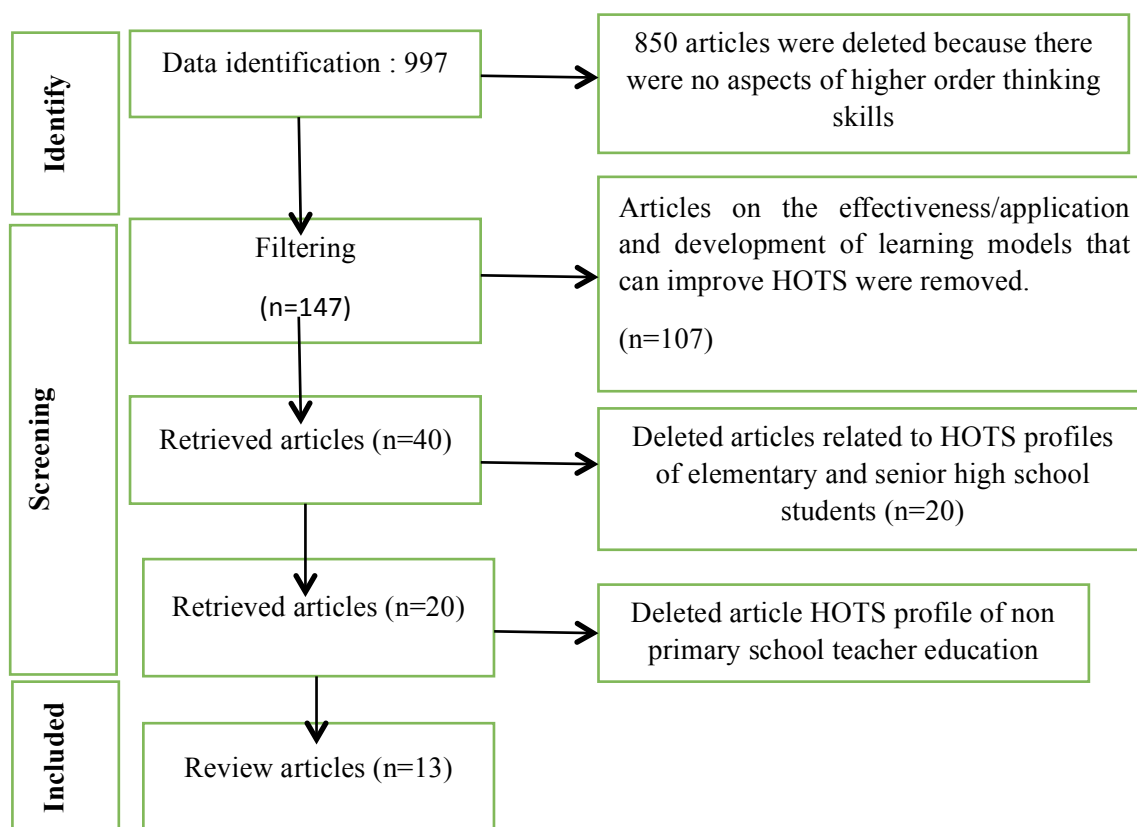 Identify
Data identification : 997
850 articles were deleted because there
were no aspects of higher order thinking
skills
Screening
Filtering
(n=147)
Articles on the effectiveness/application
and development of learning models that
can improve HOTS were removed.
(n=107)
Retrieved articles (n=40)
Deleted articles related to HOTS profiles
of elementary and senior high school
students (n=20)
Retrieved articles (n=20)
Deleted article HOTS profile of non
primary school teacher education
Included
Review articles (n=13)